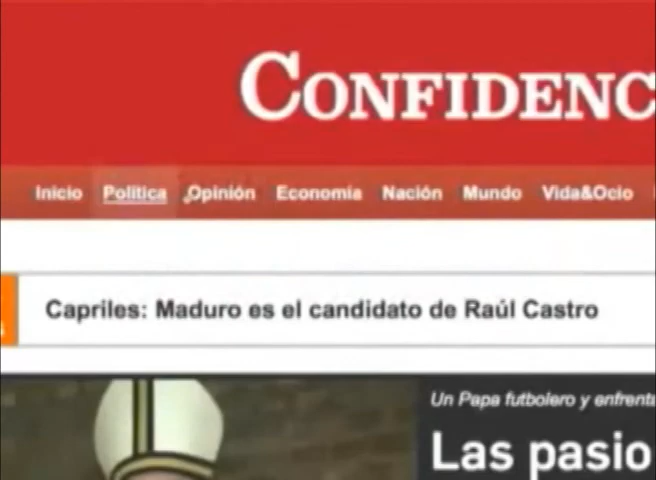 CONFIDENC
Inicio Política Opinión Economia Nación Mundo Vida&Ocio
Capriles: Maduro es el candidato de Raúl Castro
Un Papa futbolero y enfrenta
Las pasio